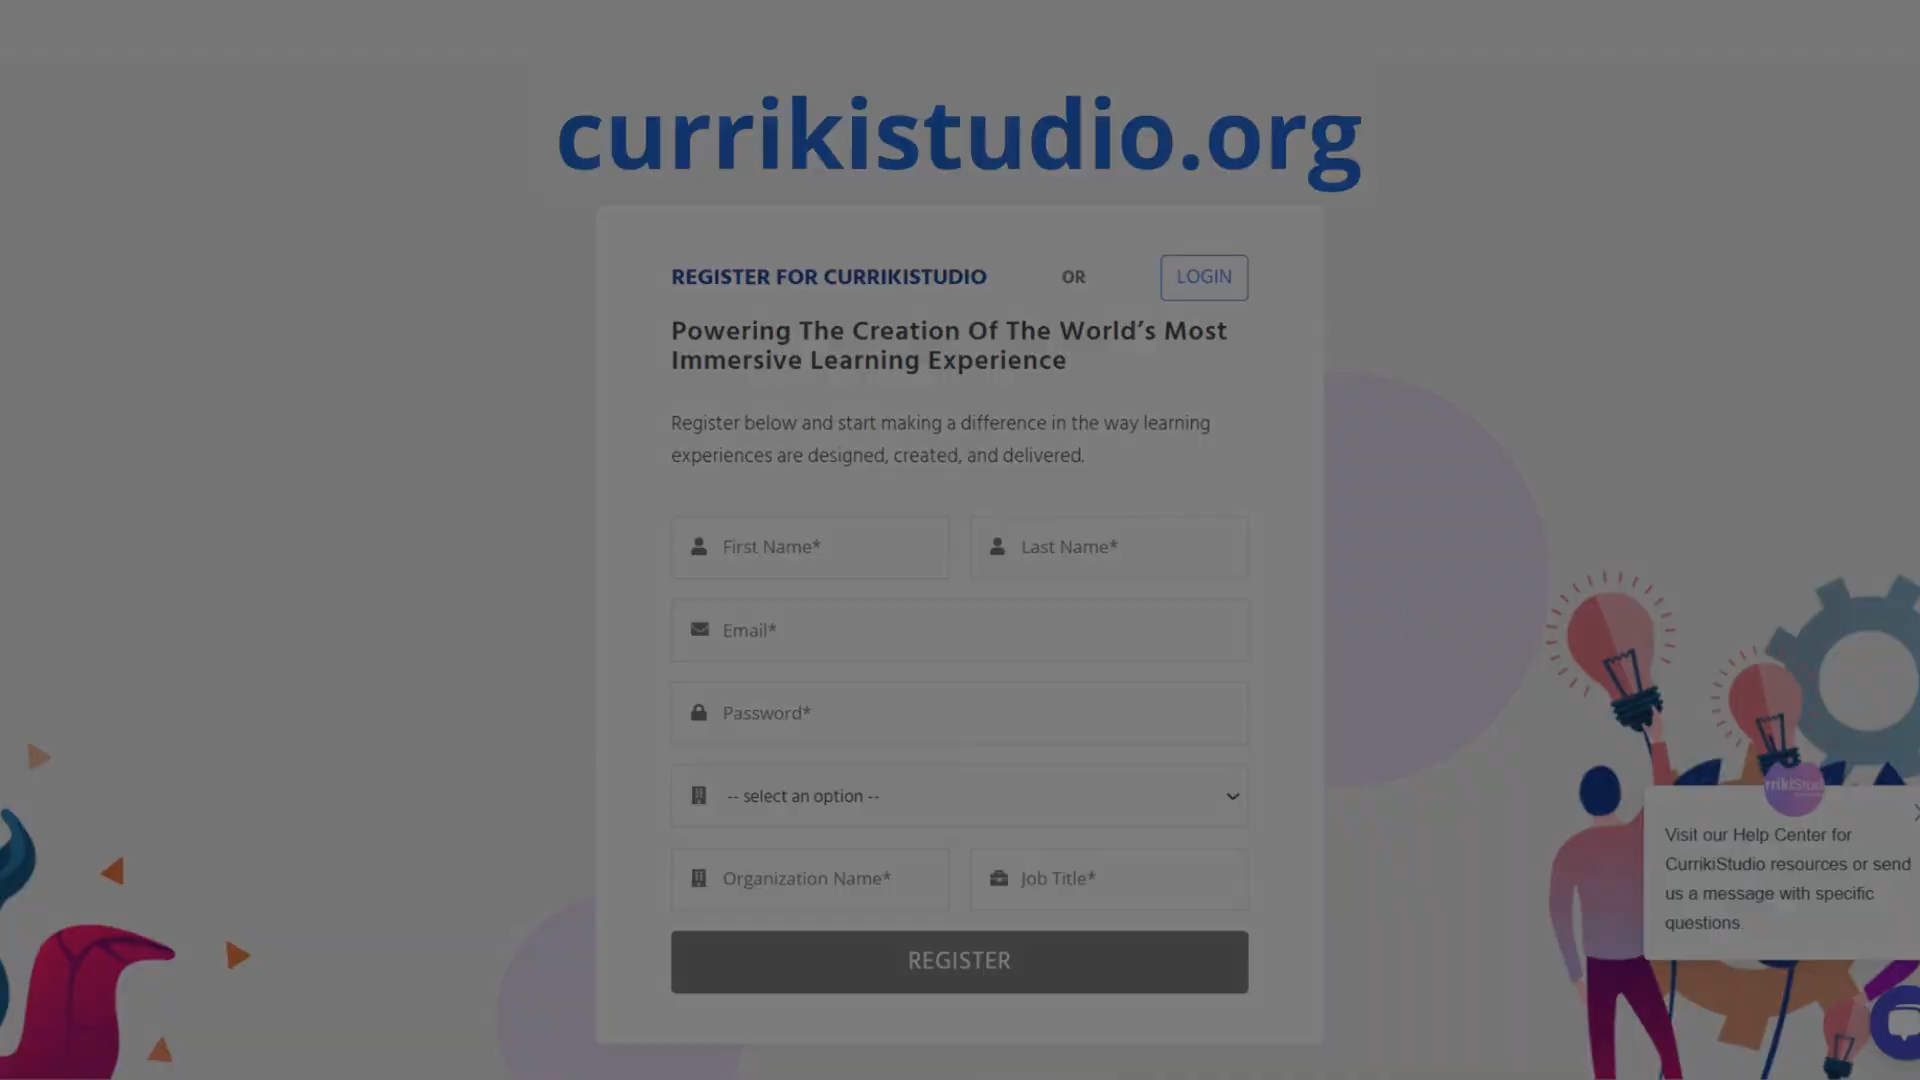 currikistudio.org
REGISTER FOR CURRIKISTUDIO OR LOGIN
Powering The Creation Of The World’s Most
Immersive Learning Experience
Register below and start making a difference in the way learning
experiences are designed, created, and delivered.
First Name* Last Name*
Email*
Password*
-- select an option --
Organization Name* Job Title*
REGISTER
Visit our Help Center for
CurrikiStudio resources or send
us a message with specific
questions.